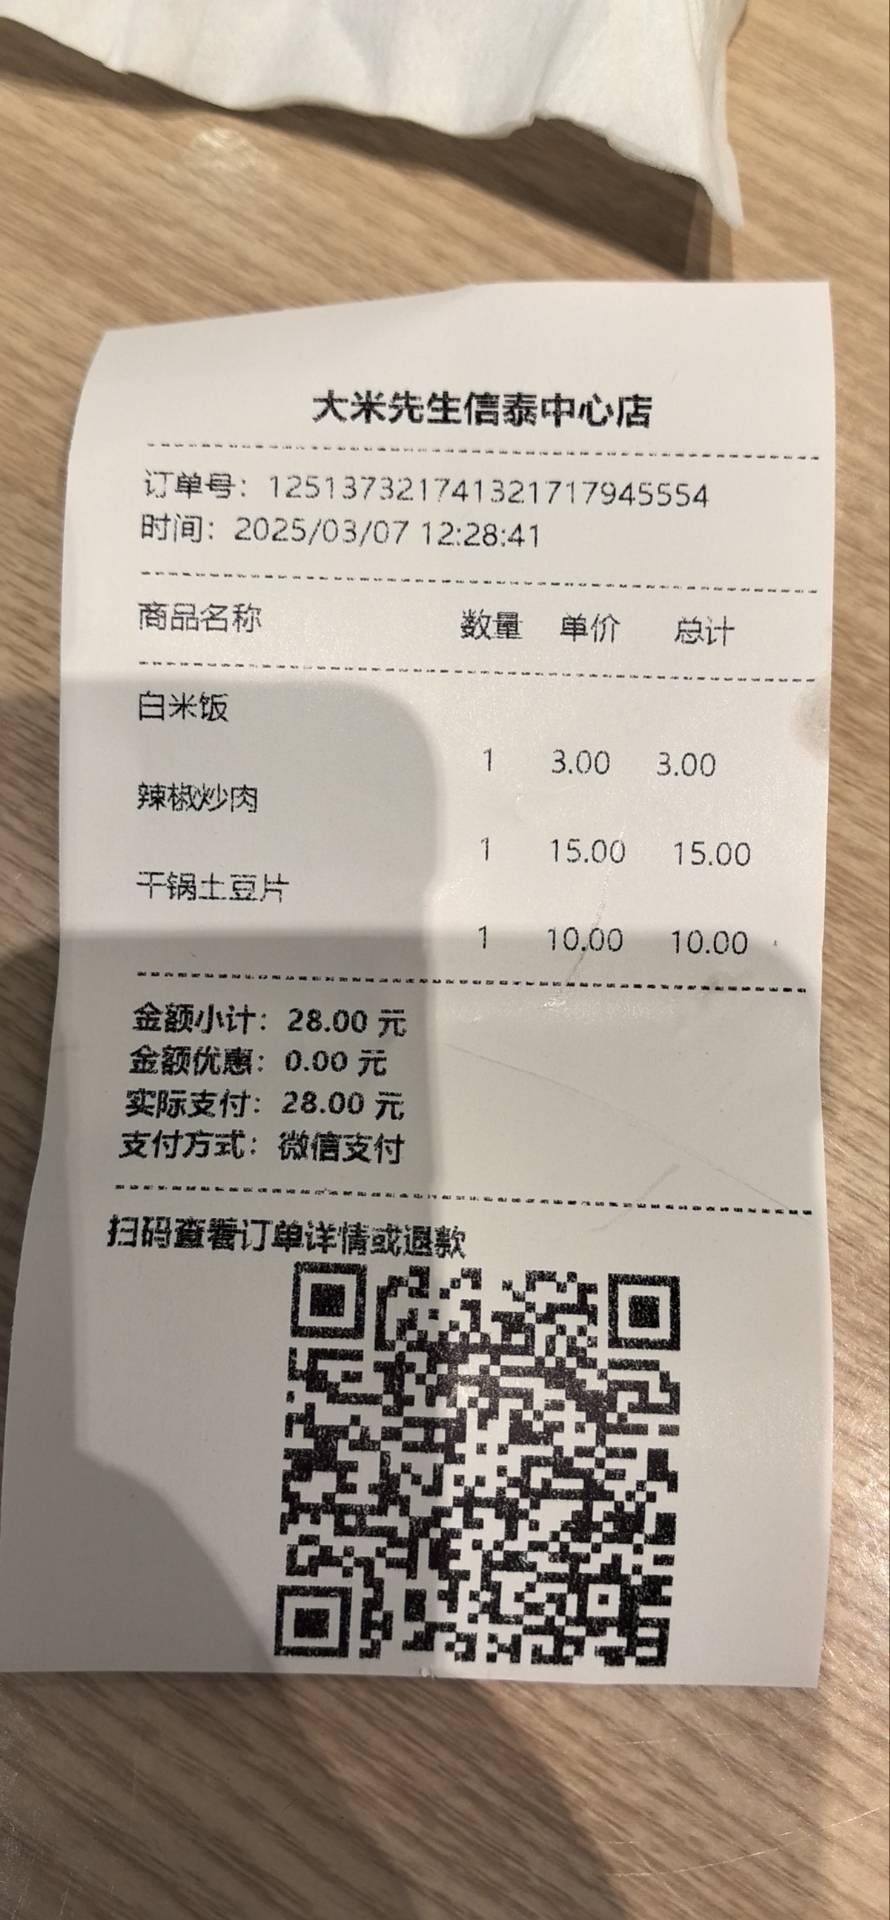 大米先生信泰中心店
订单号：125137321741321717945554
时间：2025/03/07 12:28:41
商品名称 数量 单价 总计
白米饭
1 3.00 3.00
辣椒炒肉
1 15.00 15.00
干锅土豆片
1 10.00 10.00
金额小计：28.00 元
金额优惠：0.00 元
实际支付：28.00 元
支付方式：微信支付
扫码查看订单详情或退款